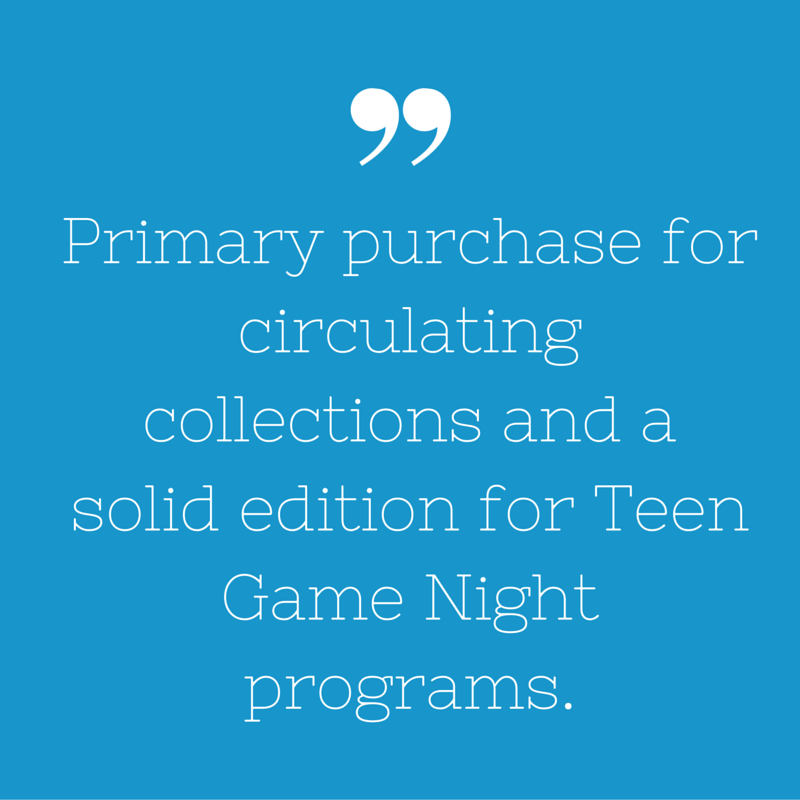 ”
Primary purchase for
circulating
collections and a
solid edition for Teen
Game Night
programs.